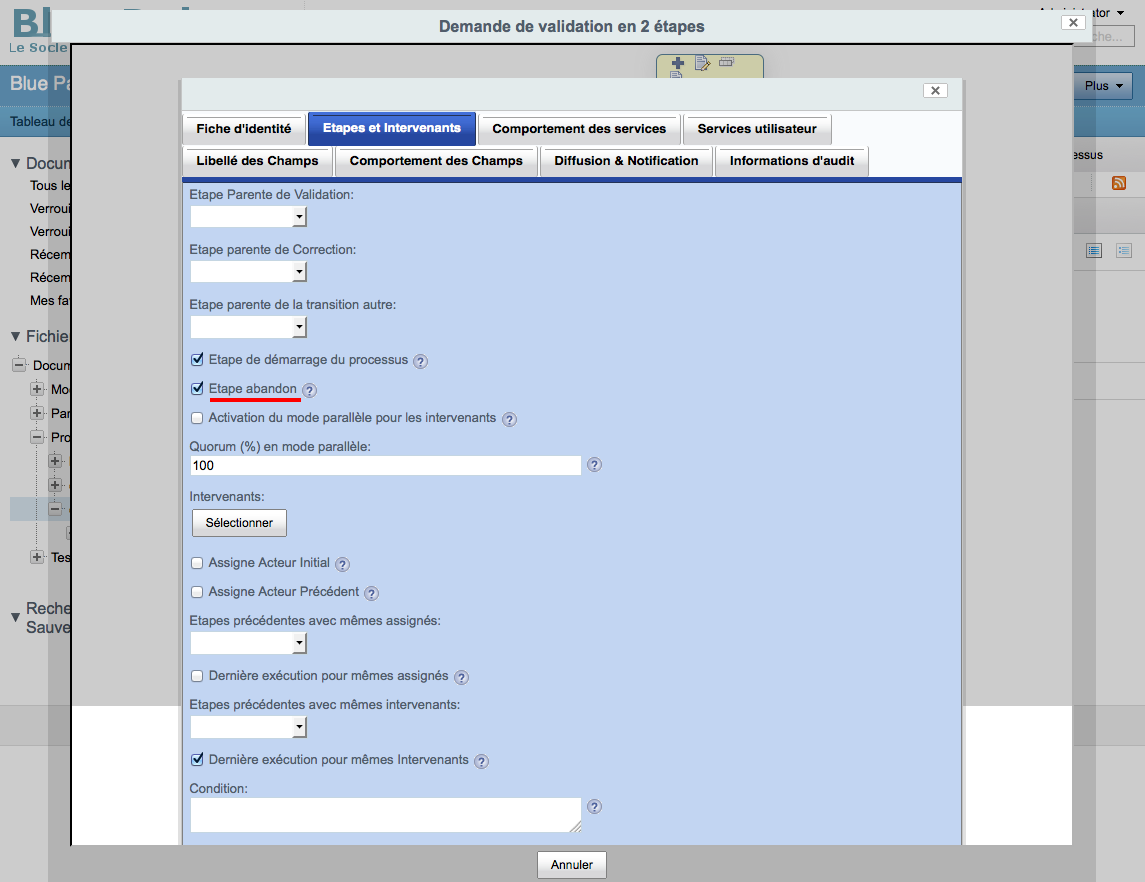 Demande de validation en 2 étapes
Le Socle
Blue Pa
Plus
Tableau de
Fiche d'identité
Etapes et Intervenants
Comportement des services
Services utilisateur
Libellé des Champs
Comportement des Champs
Diffusion & Notification
Informations d'audit
Docum
Tous le
Verroui
Verroui
Récem
Récem
Mes fa
Fichie
Docum
Mo
Par
Pro
Tes
Reche
Sauve
Etape Parente de Validation:
Etape parente de Correction:
Etape parente de la transition autre:
Etape de démarrage du processus
Etape abandon
Activation du mode parallèle pour les intervenants
Quorum (%) en mode parallèle:
100
Intervenants:
Sélectionner
Assigne Acteur Initial
Assigne Acteur Précédent
Etapes précédentes avec mêmes assignés:
Dernière exécution pour mêmes assignés
Etapes précédentes avec mêmes intervenants:
Dernière exécution pour mêmes Intervenants
Condition:
Annuler